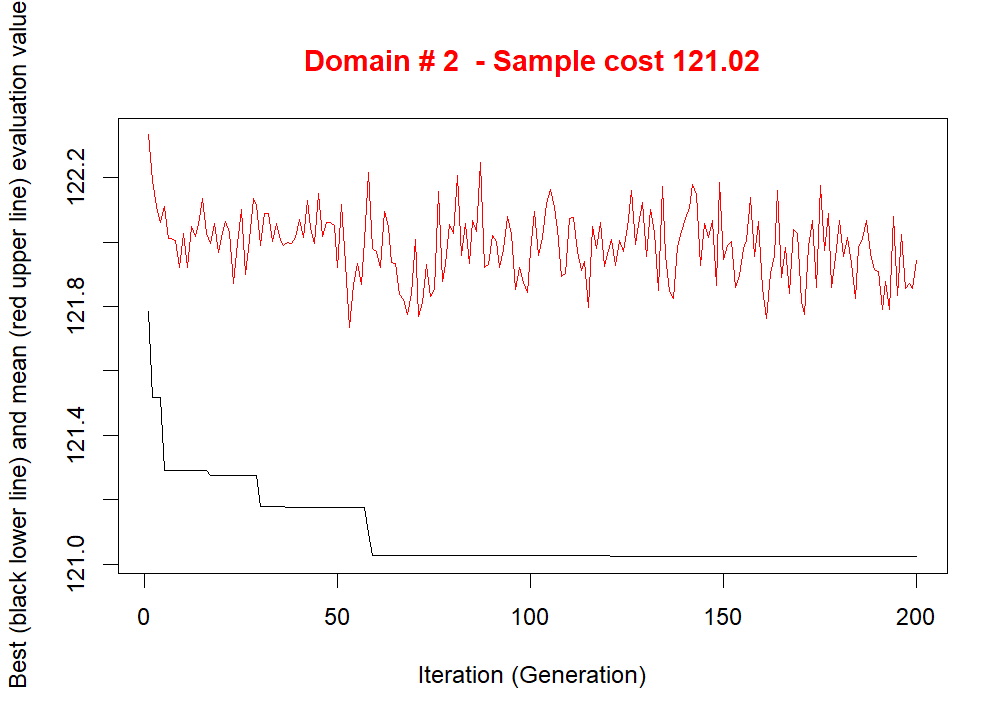 Domain # 2  - Sample cost 121.02
Best (black lower line) and mean (red upper line) evaluation value
122.2
121.8
121.4
121.0
0 50 100 150 200
Iteration (Generation)